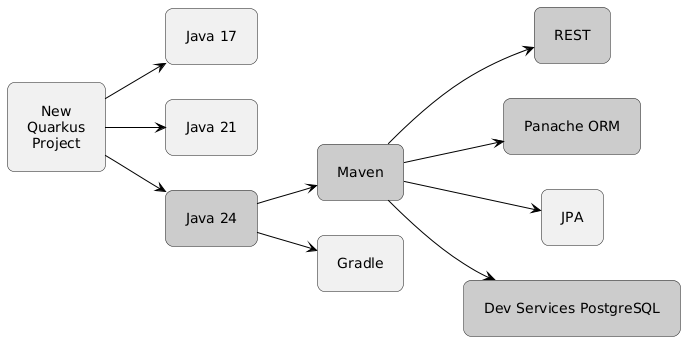 New
Quarkus
Project
Java 17
Java 21
Java 24
Maven
Gradle
REST
Panache ORM
JPA
Dev Services PostgreSQL